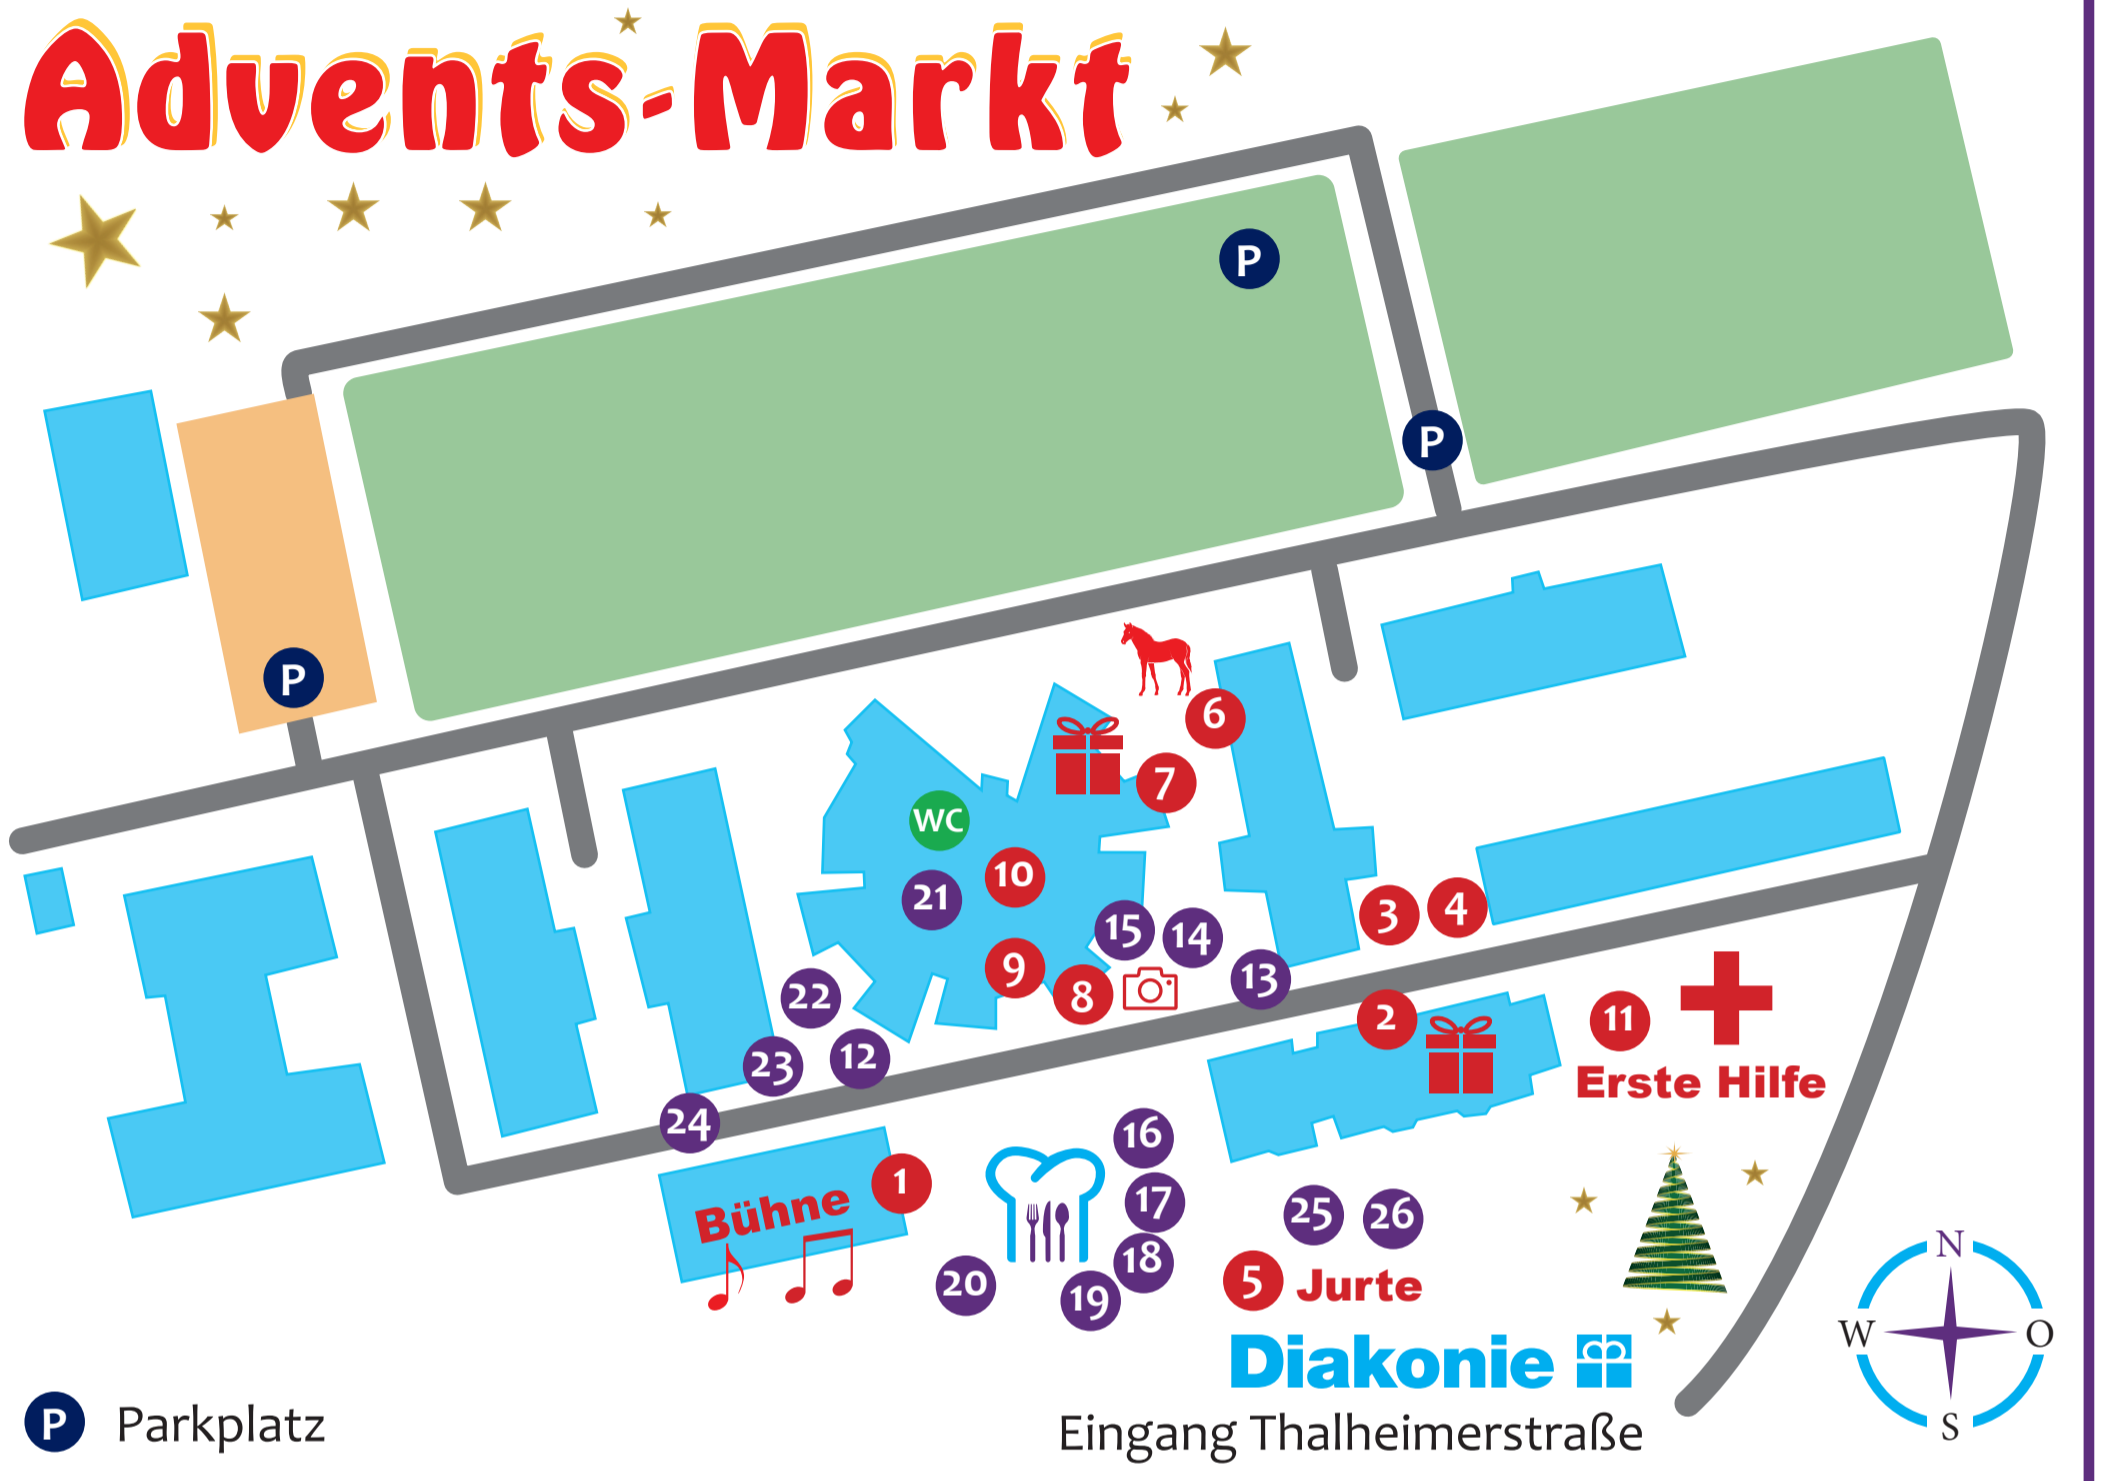 Advents-Markt
P
P
P
6
7
WC
10
21
15
14
3
4
9
8
13
22
2
11
12
23
Erste Hilfe
24
16
1
Bühne
17
25
26
18
20
19
5 Jurte
N
W
O
S
Diakonie
P Parkplatz
Eingang Thalheimerstraße